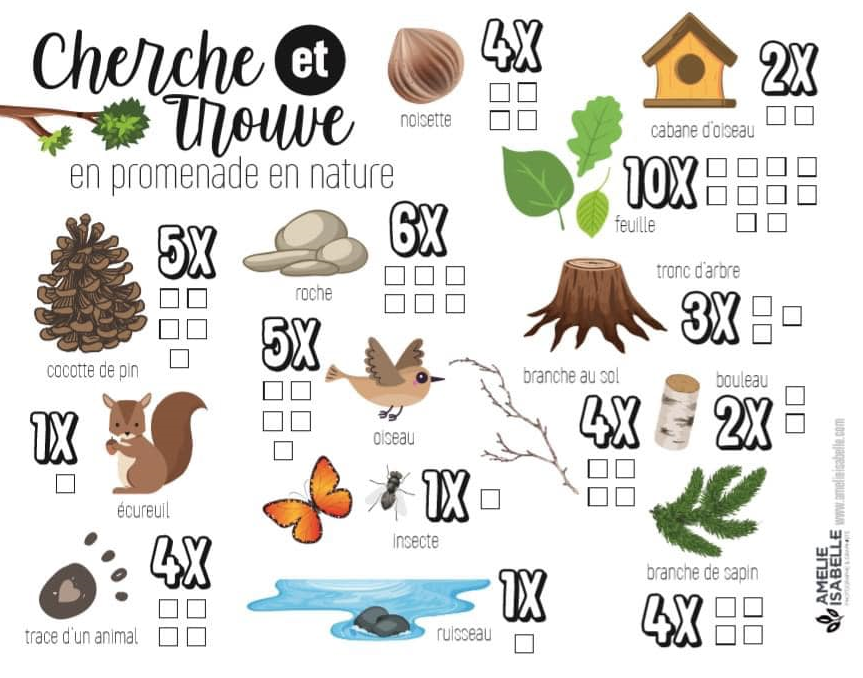 Cherche et
Trouve
en promenade en nature
4X
noisette
2X
cabane d'oiseau
10X
feuille
5X
cocotte de pin
6X
roche
tronc d'arbre
3X
5X
oiseau
branche au sol
4X
bouleau
2X
1X
écureuil
1X
insecte
branche de sapin
4X
4X
trace d'un animal
1X
ruisseau
AMELIE
ISABELLE
www.amelieisabelle.com